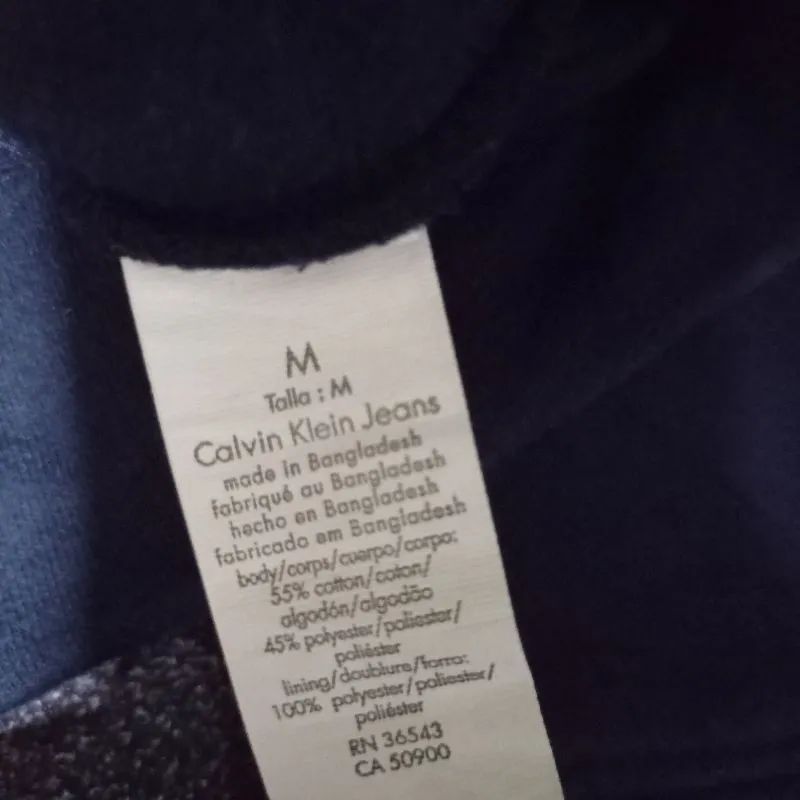 M
Talla : M
Calvin Klein Jeans
made in Bangladesh
fabriqué au Bangladesh
hecho en Bangladesh
fabricado em Bangladesh
body/corps/cuerpo/corpo:
55% cotton/coton/
algodón/algodão
45% polyester/poliester/
poliéster
lining/doublure/forro:
100% polyester/poliester/
poliéster
RN 36543
CA 50900